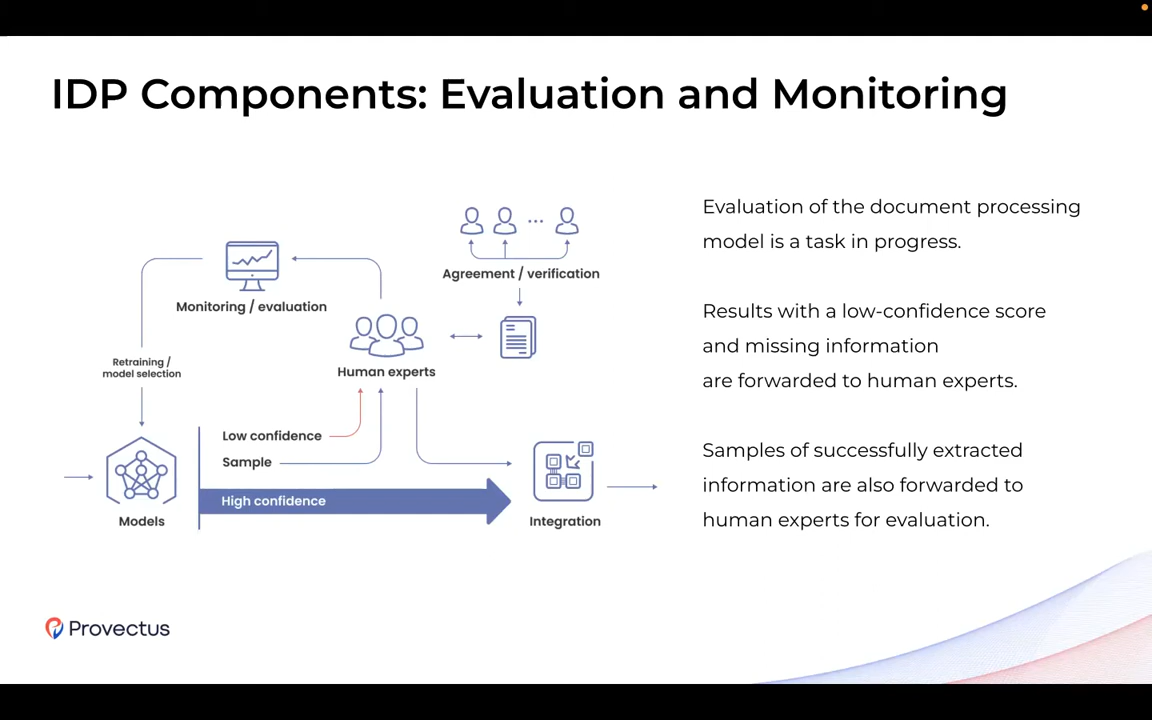 IDP Components: Evaluation and Monitoring
Agreement / verification
Monitoring / evaluation
Retraining /
model selection
Human experts
Low confidence
Sample
High confidence
Models
Integration
Evaluation of the document processing
model is a task in progress.
Results with a low-confidence score
and missing information
are forwarded to human experts.
Samples of successfully extracted
information are also forwarded to
human experts for evaluation.
Provectus